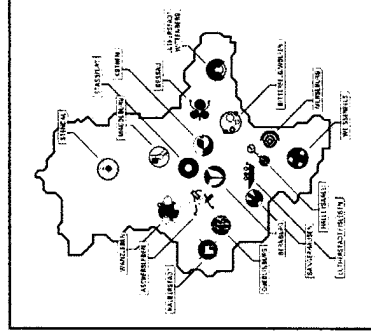 STENDAL
MAGDEBURG
STASSFURT
KÖTHEN
DESSAU
LUTHERSTADT
WITTENBERG
WANZLEBEN
ASCHERSLEBEN
HALBERSTADT
QUEDLINBURG
BERNBURG
SANGERHAUSEN
LUTHERSTADT EISLEBEN
HALLE (SAALE)
WEISSENFELS
MERSEBURG
BITTERFELD-WOLFEN